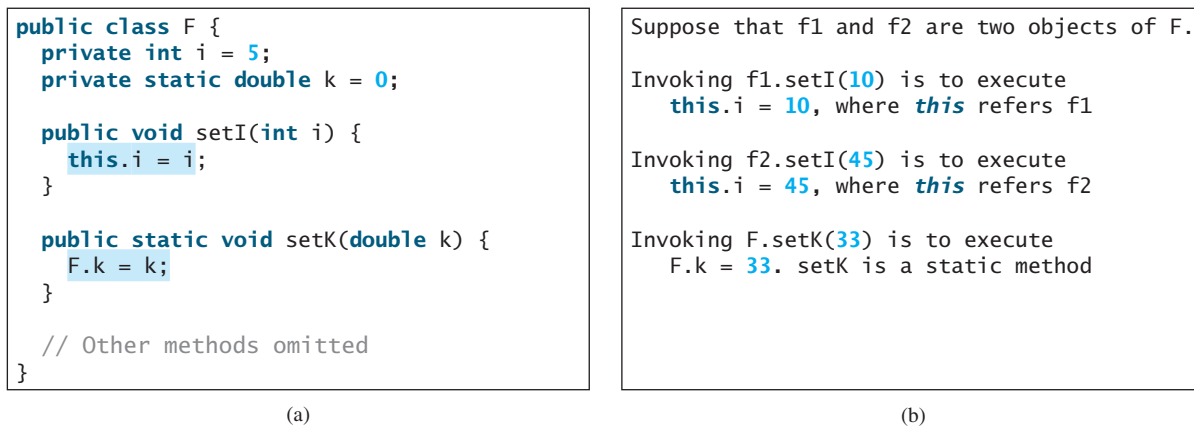 public class F {
private int i = 5;
private static double k = 0;
public void setI(int i) {
this.i = i;
}
public static void setK(double k) {
F.k = k;
}
// Other methods omitted
}
(a)
Suppose that f1 and f2 are two objects of F.
Invoking f1.setI(10) is to execute
this.i = 10, where this refers f1
Invoking f2.setI(45) is to execute
this.i = 45, where this refers f2
Invoking F.setK(33) is to execute
F.k = 33. setK is a static method
(b)